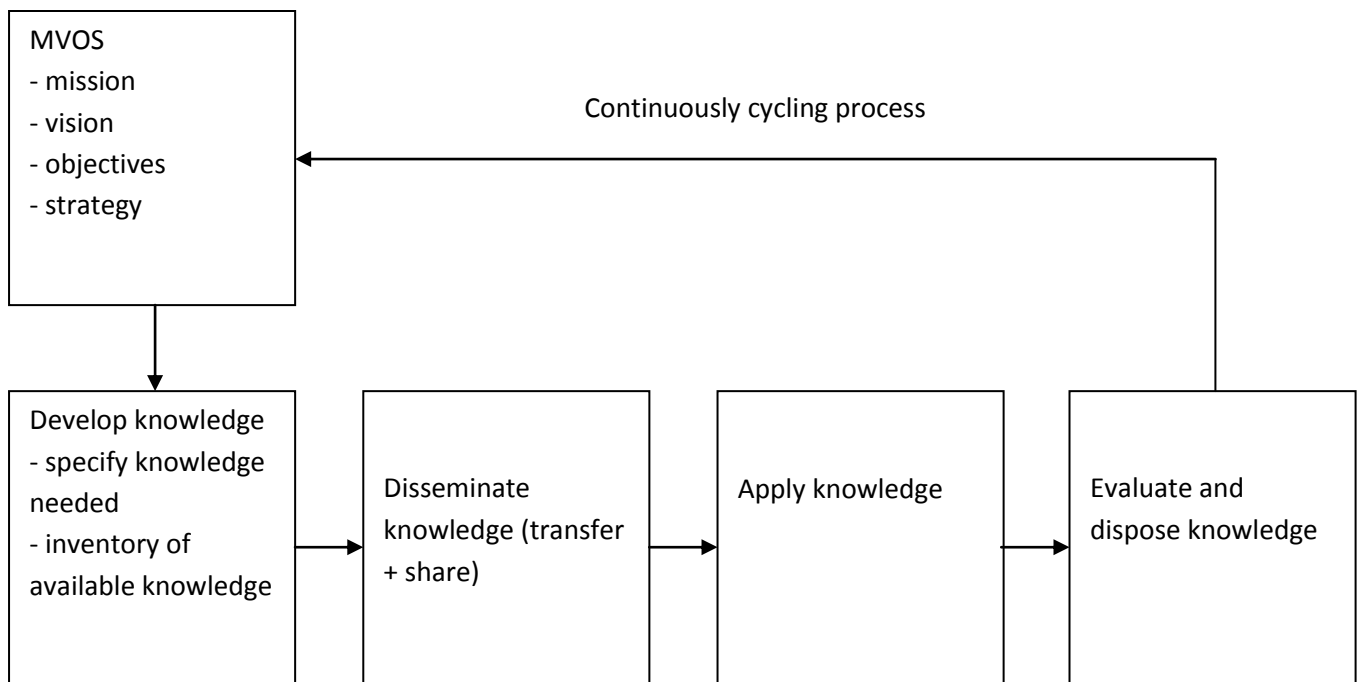 MVOS
- mission
- vision
- objectives
- strategy
Continuously cycling process
Develop knowledge
- specify knowledge
needed
- inventory of
available knowledge
Disseminate
knowledge (transfer
+ share)
Apply knowledge
Evaluate and
dispose knowledge